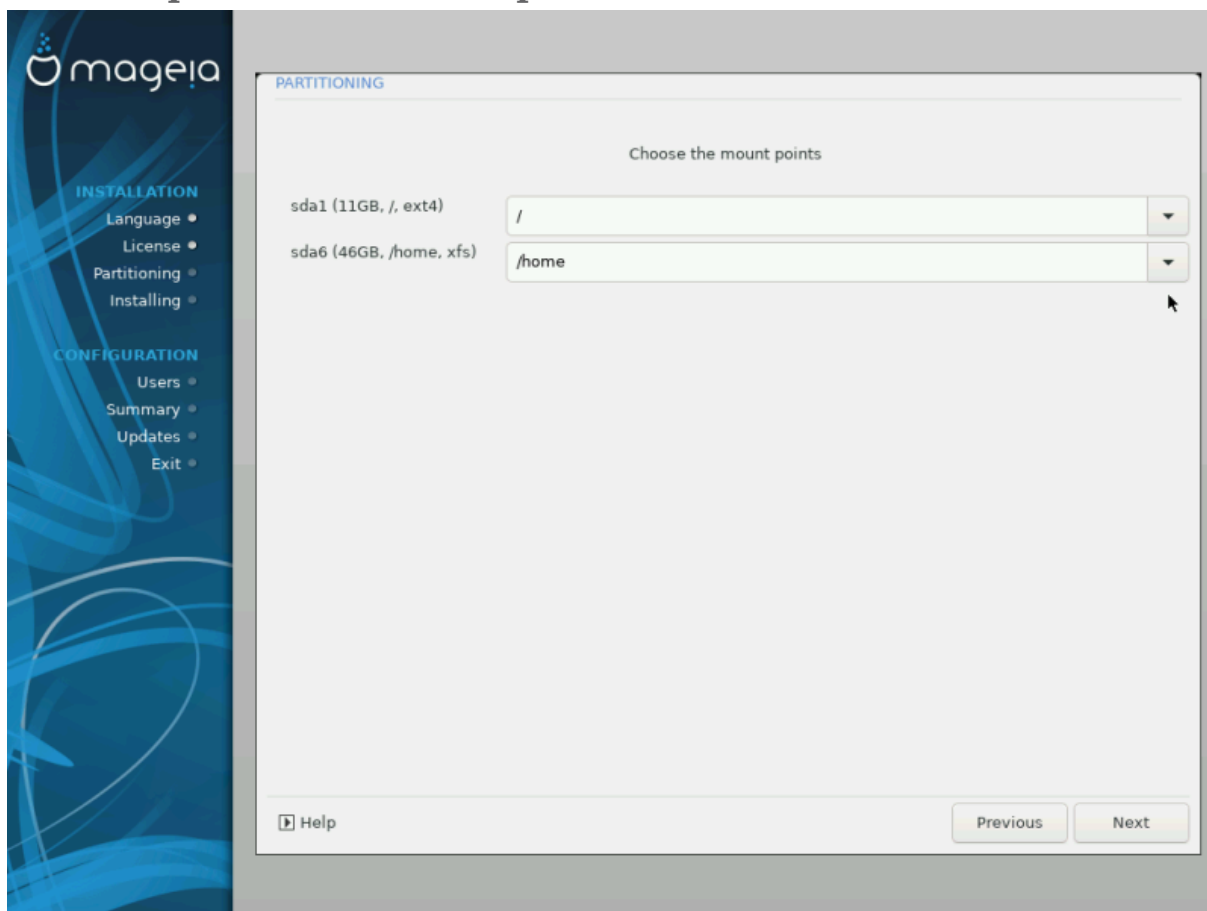 mageia
PARTITIONING
Choose the mount points
INSTALLATION
Language
License
Partitioning
Installing
CONFIGURATION
Users
Summary
Updates
Exit
sda1 (11GB, /, ext4)
/
sda6 (46GB, /home, xfs)
/home
Help
Previous
Next